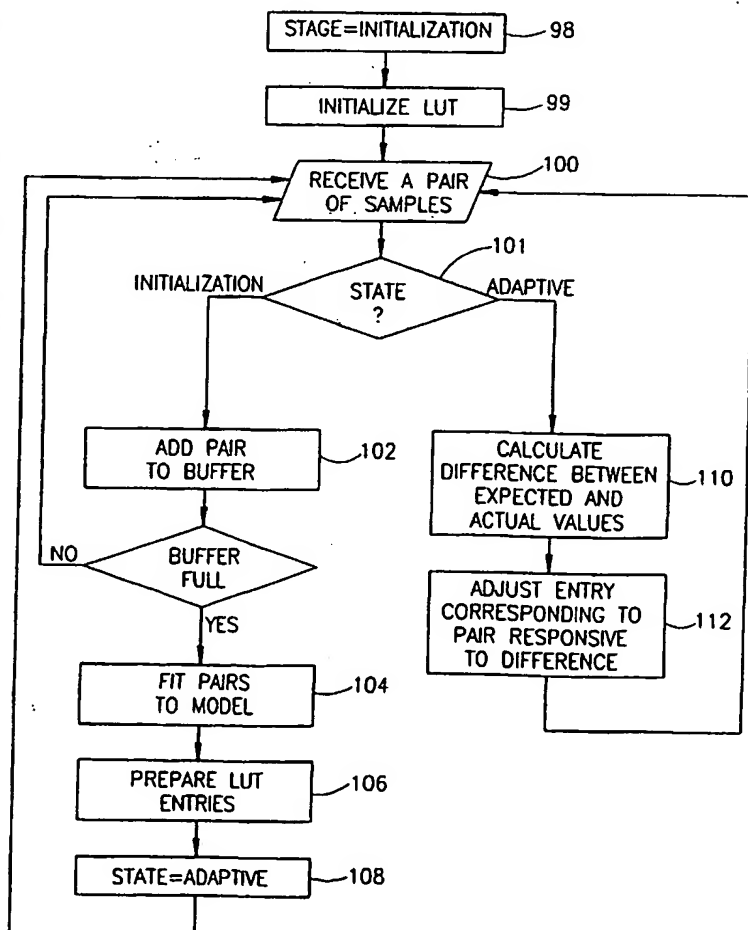 STAGE=INITIALIZATION
98
INITIALIZE LUT
99
RECEIVE A PAIR
OF SAMPLES
100
101
INITIALIZATION
STATE
?
ADAPTIVE
ADD PAIR
TO BUFFER
102
CALCULATE
DIFFERENCE BETWEEN
EXPECTED AND
ACTUAL VALUES
110
NO
BUFFER
FULL
YES
ADJUST ENTRY
CORRESPONDING TO
PAIR RESPONSIVE
TO DIFFERENCE
112
FIT PAIRS
TO MODEL
104
PREPARE LUT
ENTRIES
106
STATE=ADAPTIVE
108